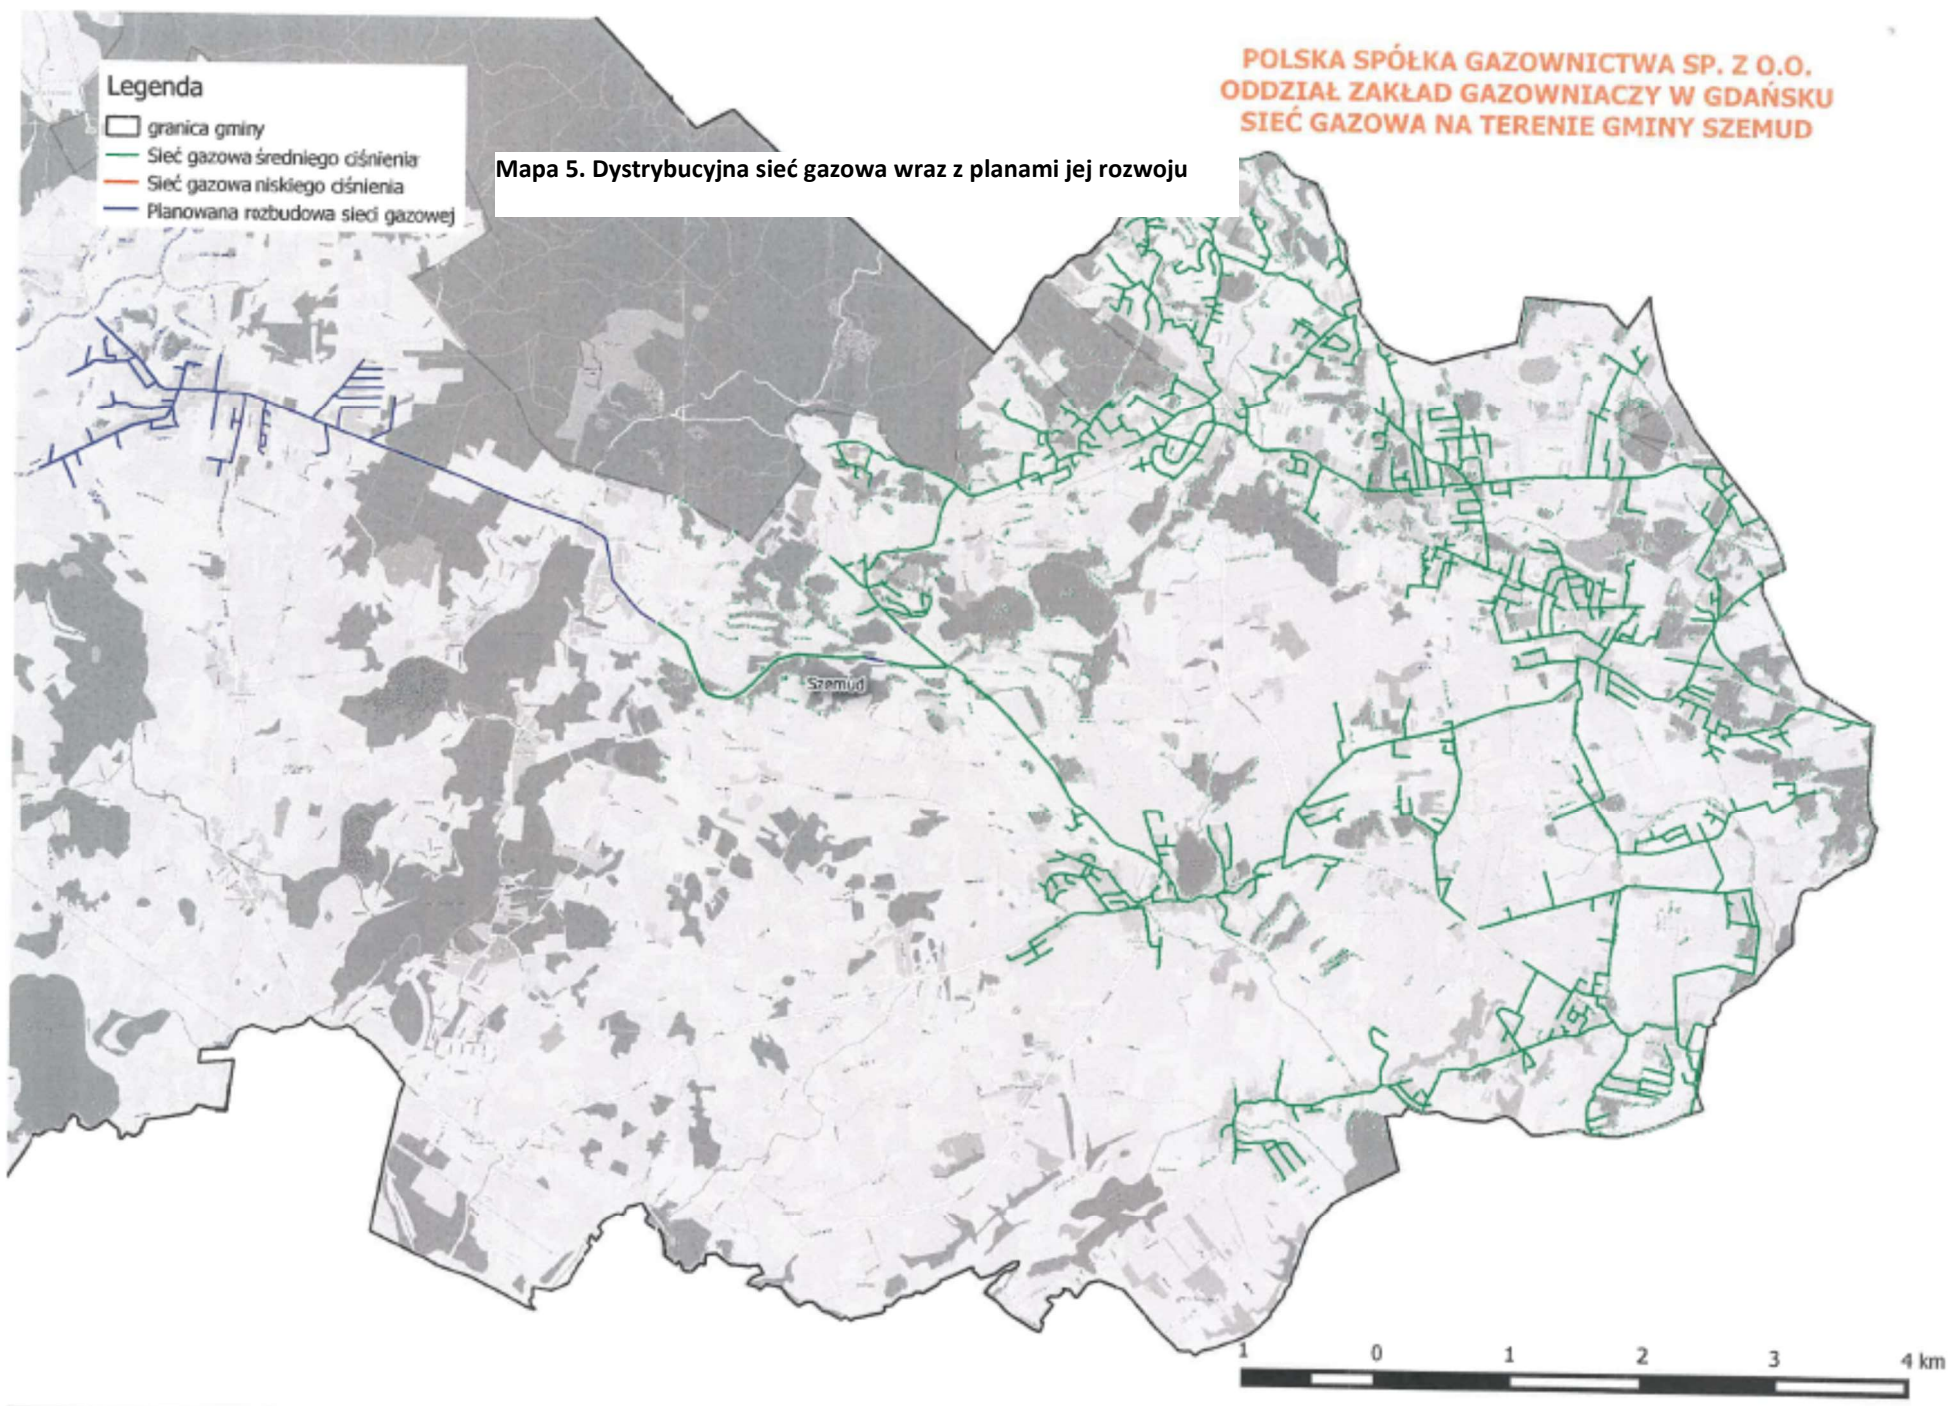 POLSKA SPÓŁKA GAZOWNICTWA SP. Z O.O.
ODDZIAŁ ZAKŁAD GAZOWNIACZY W GDAŃSKU
SIEĆ GAZOWA NA TERENIE GMINY SZEMUD
Legenda
granica gminy
Sieć gazowa średniego ciśnienia
Sieć gazowa niskiego ciśnienia
Planowana rozbudowa sieci gazowej
Mapa 5. Dystrybucyjna sieć gazowa wraz z planami jej rozwoju
Szemud
1 0 1 2 3 4 km